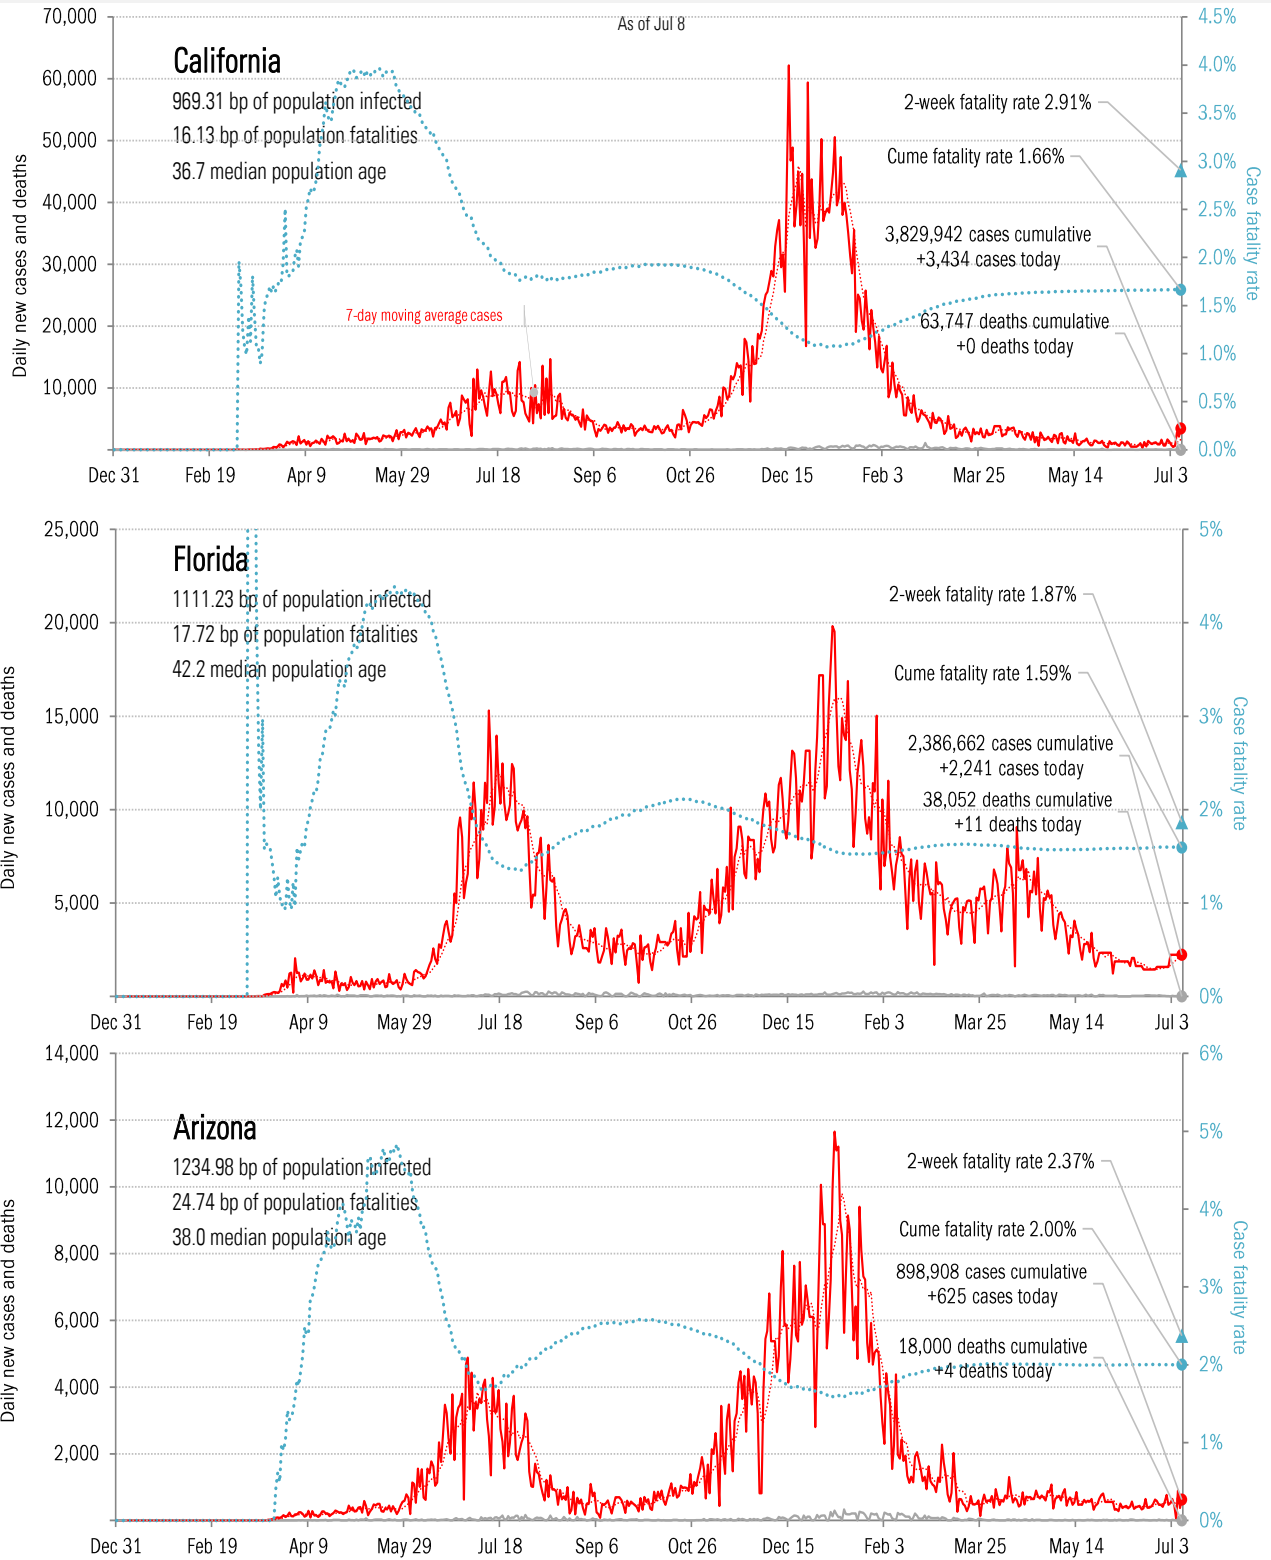 As of Jul 8
70,000
60,000
50,000
40,000
30,000
20,000
10,000
Daily new cases and deaths
California
969.31 bp of population infected
16.13 bp of population fatalities
36.7 median population age
7-day moving average cases
2-week fatality rate 2.91%
Cume fatality rate 1.66%
3,829,942 cases cumulative
+3,434 cases today
63,747 deaths cumulative
+0 deaths today
4.5%
4.0%
3.5%
3.0%
2.5%
2.0%
1.5%
1.0%
0.5%
0.0%
Case fatality rate
Dec 31 Feb 19 Apr 9 May 29 Jul 18 Sep 6 Oct 26 Dec 15 Feb 3 Mar 25 May 14 Jul 3
25,000
20,000
15,000
10,000
5,000
Daily new cases and deaths
Florida
1111.23 bp of population infected
17.72 bp of population fatalities
42.2 median population age
2-week fatality rate 1.87%
Cume fatality rate 1.59%
2,386,662 cases cumulative
+2,241 cases today
38,052 deaths cumulative
+11 deaths today
5%
4%
3%
2%
1%
0%
Case fatality rate
Dec 31 Feb 19 Apr 9 May 29 Jul 18 Sep 6 Oct 26 Dec 15 Feb 3 Mar 25 May 14 Jul 3
14,000
12,000
10,000
8,000
6,000
4,000
2,000
Daily new cases and deaths
Arizona
1234.98 bp of population infected
24.74 bp of population fatalities
38.0 median population age
2-week fatality rate 2.37%
Cume fatality rate 2.00%
898,908 cases cumulative
+625 cases today
18,000 deaths cumulative
+4 deaths today
6%
5%
4%
3%
2%
1%
0%
Case fatality rate
Dec 31 Feb 19 Apr 9 May 29 Jul 18 Sep 6 Oct 26 Dec 15 Feb 3 Mar 25 May 14 Jul 3